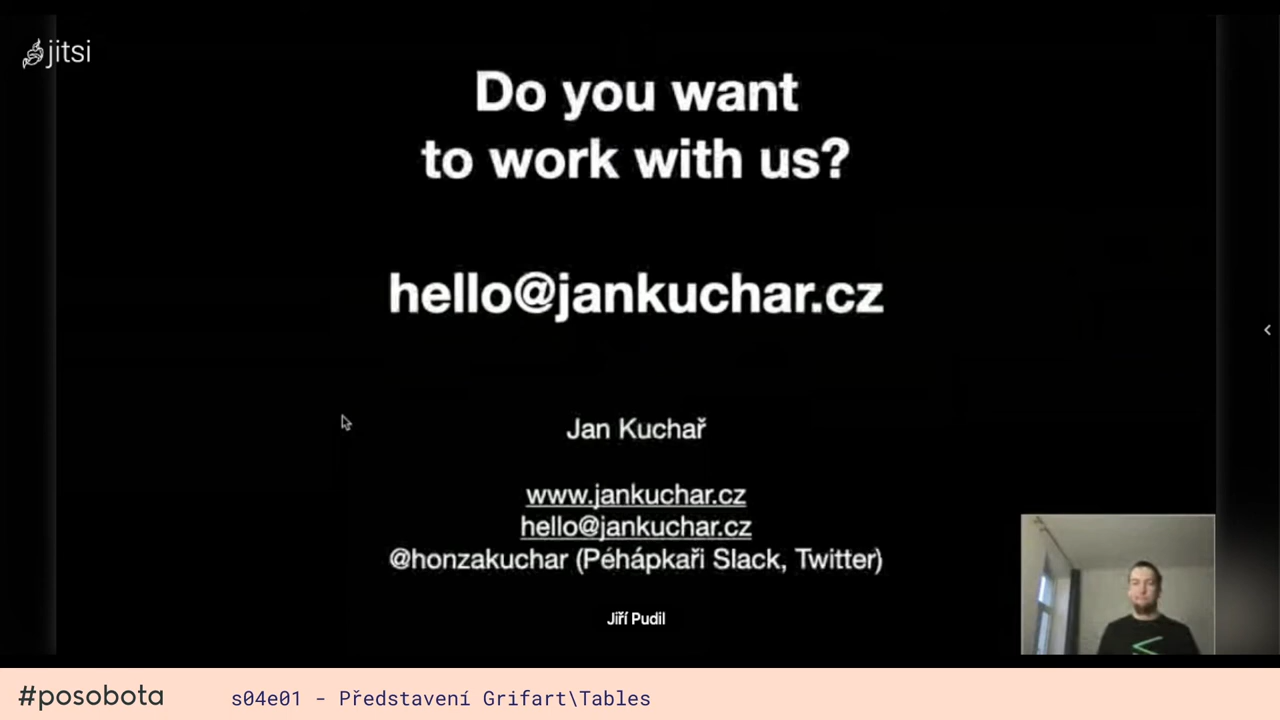 jitsi
Do you want
to work with us?
hello@jankuchar.cz
Jan Kuchař
www.jankuchar.cz
hello@jankuchar.cz
@honzakuchar (Péhápkaři Slack, Twitter)
Jiří Pudil
#posobota
s04e01 - Představení Grifart\Tables